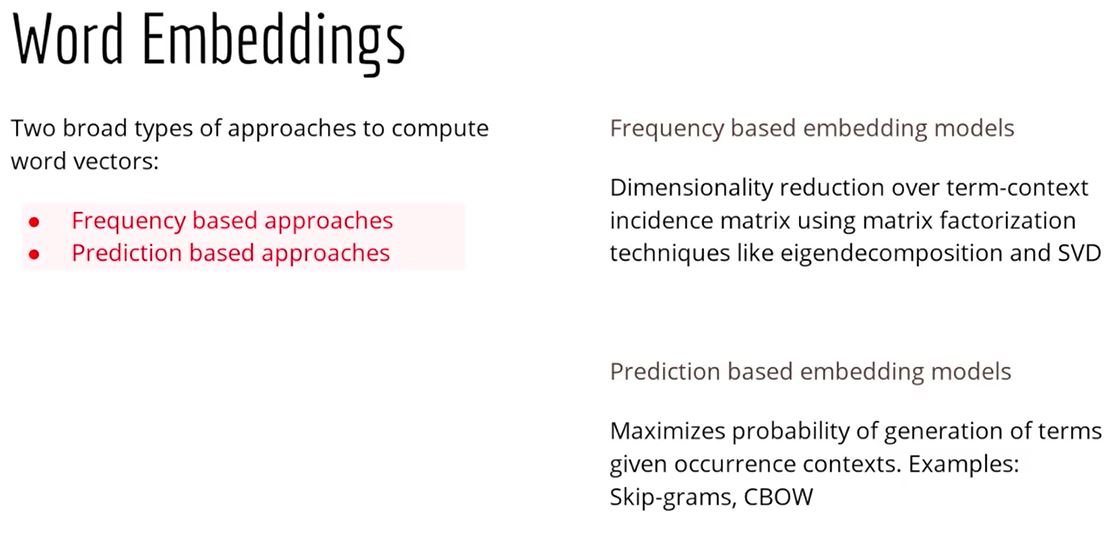 Word Embeddings
Two broad types of approaches to compute
word vectors:
● Frequency based approaches
● Prediction based approaches
Frequency based embedding models
Dimensionality reduction over term-context
incidence matrix using matrix factorization
techniques like eigendecomposition and SVD
Prediction based embedding models
Maximizes probability of generation of terms
given occurrence contexts. Examples:
Skip-grams, CBOW